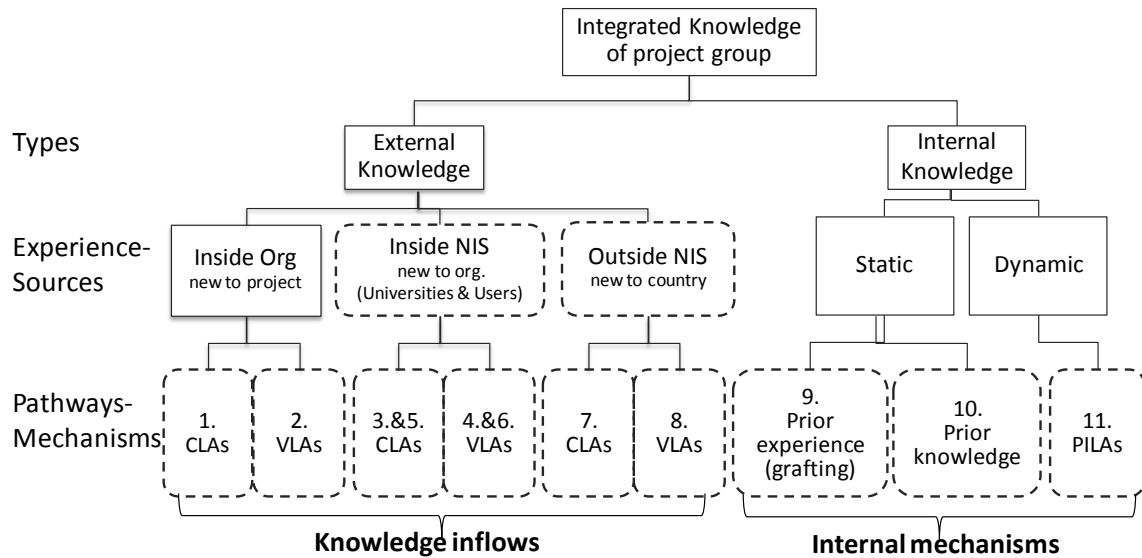 Integrated Knowledge
of project group
Types
External
Knowledge
Internal
Knowledge
Experience-
Sources
Inside Org
new to project
Inside NIS
new to org.
(Universities & Users)
Outside NIS
new to country
Static
Dynamic
Pathways-
Mechanisms
1.
CLAs
2.
VLAs
3.&5.
CLAs
4.&6.
VLAs
7.
CLAs
8.
VLAs
9.
Prior
experience
(grafting)
10.
Prior
knowledge
11.
PILAs
Knowledge inflows
Internal mechanisms